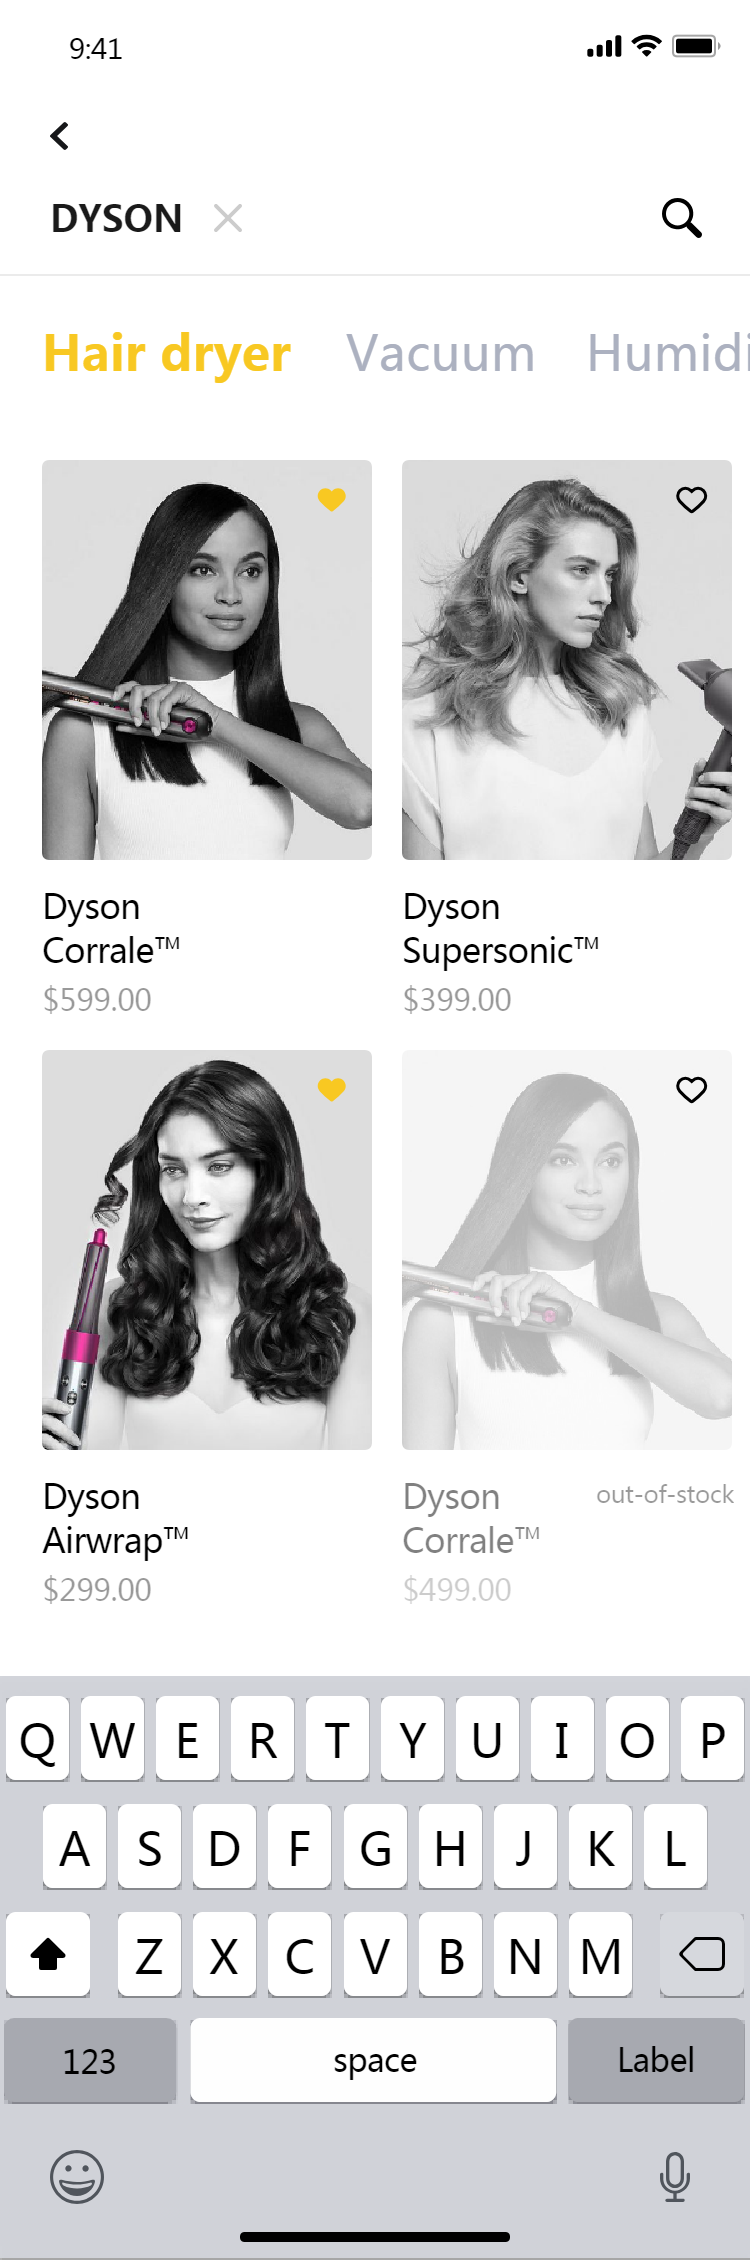 9:41
DYSON
Hair dryer Vacuum Humidi
Dyson
Corrale™
$599.00
Dyson
Supersonic™
$399.00
Dyson
Airwrap™
$299.00
Dyson
Corrale™
out-of-stock
$499.00
Q W E R T Y U I O P
A S D F G H J K L
Z X C V B N M
123 space Label